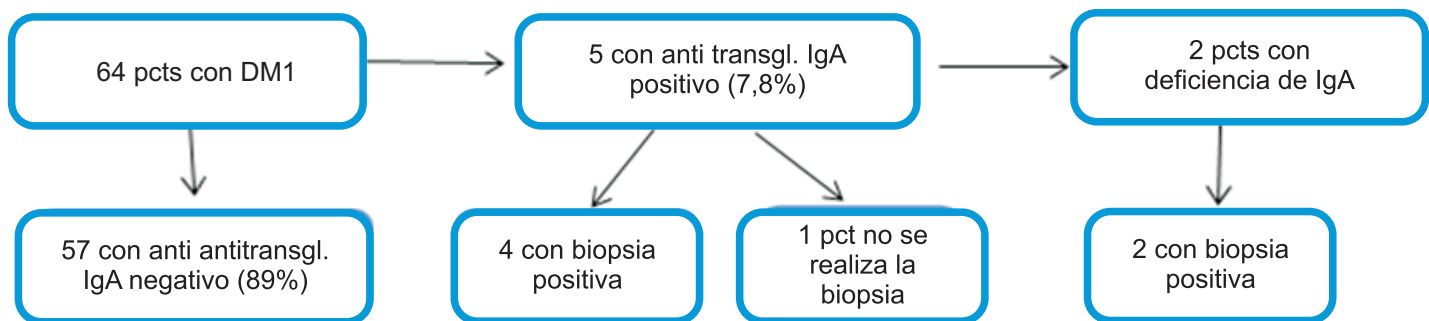 64 pcts con DM1
5 con anti transgl. IgA
positivo (7,8%)
2 pcts con
deficiencia de IgA
57 con anti antitransgl.
IgA negativo (89%)
4 con biopsia
positiva
1 pct no se
realiza la
biopsia
2 con biopsia
positiva